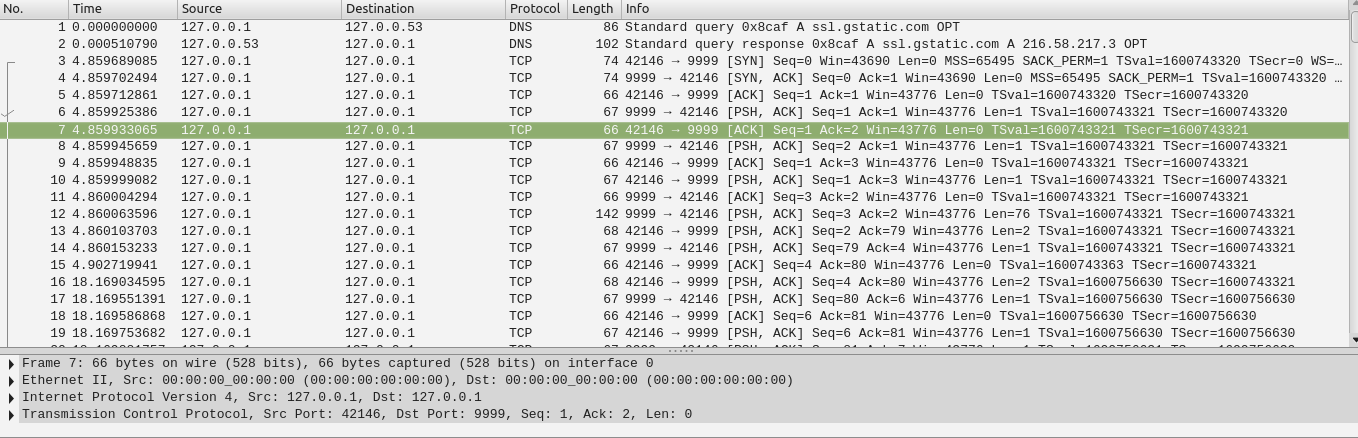 No. Time Source Destination Protocol Length Info
1 0.000000000 127.0.0.1 127.0.0.53 DNS 86 Standard query 0x8caf A ssl.gstatic.com OPT
2 0.000510790 127.0.0.53 127.0.0.1 DNS 102 Standard query response 0x8caf A ssl.gstatic.com A 216.58.217.3 OPT
3 4.859689085 127.0.0.1 127.0.0.1 TCP 74 42146 → 9999 [SYN] Seq=0 Win=43690 Len=0 MSS=65495 SACK_PERM=1 TSval=1600743320 TSecr=0 WS=…
4 4.859702494 127.0.0.1 127.0.0.1 TCP 74 9999 → 42146 [SYN, ACK] Seq=0 Ack=1 Win=43690 Len=0 MSS=65495 SACK_PERM=1 TSval=1600743320 …
5 4.859712861 127.0.0.1 127.0.0.1 TCP 66 42146 → 9999 [ACK] Seq=1 Ack=1 Win=43776 Len=0 TSval=1600743320 TSecr=1600743320
6 4.859925386 127.0.0.1 127.0.0.1 TCP 67 9999 → 42146 [PSH, ACK] Seq=1 Ack=1 Win=43776 Len=1 TSval=1600743321 TSecr=1600743320
7 4.859933065 127.0.0.1 127.0.0.1 TCP 66 42146 → 9999 [ACK] Seq=1 Ack=2 Win=43776 Len=0 TSval=1600743321 TSecr=1600743321
8 4.859945659 127.0.0.1 127.0.0.1 TCP 67 9999 → 42146 [PSH, ACK] Seq=2 Ack=1 Win=43776 Len=1 TSval=1600743321 TSecr=1600743321
9 4.859948835 127.0.0.1 127.0.0.1 TCP 66 42146 → 9999 [ACK] Seq=1 Ack=3 Win=43776 Len=0 TSval=1600743321 TSecr=1600743321
10 4.859999082 127.0.0.1 127.0.0.1 TCP 67 42146 → 9999 [PSH, ACK] Seq=1 Ack=3 Win=43776 Len=1 TSval=1600743321 TSecr=1600743321
11 4.860004294 127.0.0.1 127.0.0.1 TCP 66 9999 → 42146 [ACK] Seq=3 Ack=2 Win=43776 Len=0 TSval=1600743321 TSecr=1600743321
12 4.860063596 127.0.0.1 127.0.0.1 TCP 142 9999 → 42146 [PSH, ACK] Seq=3 Ack=2 Win=43776 Len=76 TSval=1600743321 TSecr=1600743321
13 4.860103703 127.0.0.1 127.0.0.1 TCP 68 42146 → 9999 [PSH, ACK] Seq=2 Ack=79 Win=43776 Len=2 TSval=1600743321 TSecr=1600743321
14 4.860153233 127.0.0.1 127.0.0.1 TCP 67 9999 → 42146 [PSH, ACK] Seq=79 Ack=4 Win=43776 Len=1 TSval=1600743321 TSecr=1600743321
15 4.902719941 127.0.0.1 127.0.0.1 TCP 66 42146 → 9999 [ACK] Seq=4 Ack=80 Win=43776 Len=0 TSval=1600743363 TSecr=1600743321
16 18.169034595 127.0.0.1 127.0.0.1 TCP 68 42146 → 9999 [PSH, ACK] Seq=4 Ack=80 Win=43776 Len=2 TSval=1600756630 TSecr=1600743321
17 18.169551391 127.0.0.1 127.0.0.1 TCP 67 9999 → 42146 [PSH, ACK] Seq=80 Ack=6 Win=43776 Len=1 TSval=1600756630 TSecr=1600756630
18 18.169586868 127.0.0.1 127.0.0.1 TCP 66 42146 → 9999 [ACK] Seq=6 Ack=81 Win=43776 Len=0 TSval=1600756630 TSecr=1600756630
19 18.169753682 127.0.0.1 127.0.0.1 TCP 67 42146 → 9999 [PSH, ACK] Seq=6 Ack=81 Win=43776 Len=1 TSval=1600756630 TSecr=1600756630
Frame 7: 66 bytes on wire (528 bits), 66 bytes captured (528 bits) on interface 0
Ethernet II, Src: 00:00:00_00:00:00 (00:00:00:00:00:00), Dst: 00:00:00_00:00:00 (00:00:00:00:00:00)
Internet Protocol Version 4, Src: 127.0.0.1, Dst: 127.0.0.1
Transmission Control Protocol, Src Port: 42146, Dst Port: 9999, Seq: 1, Ack: 2, Len: 0